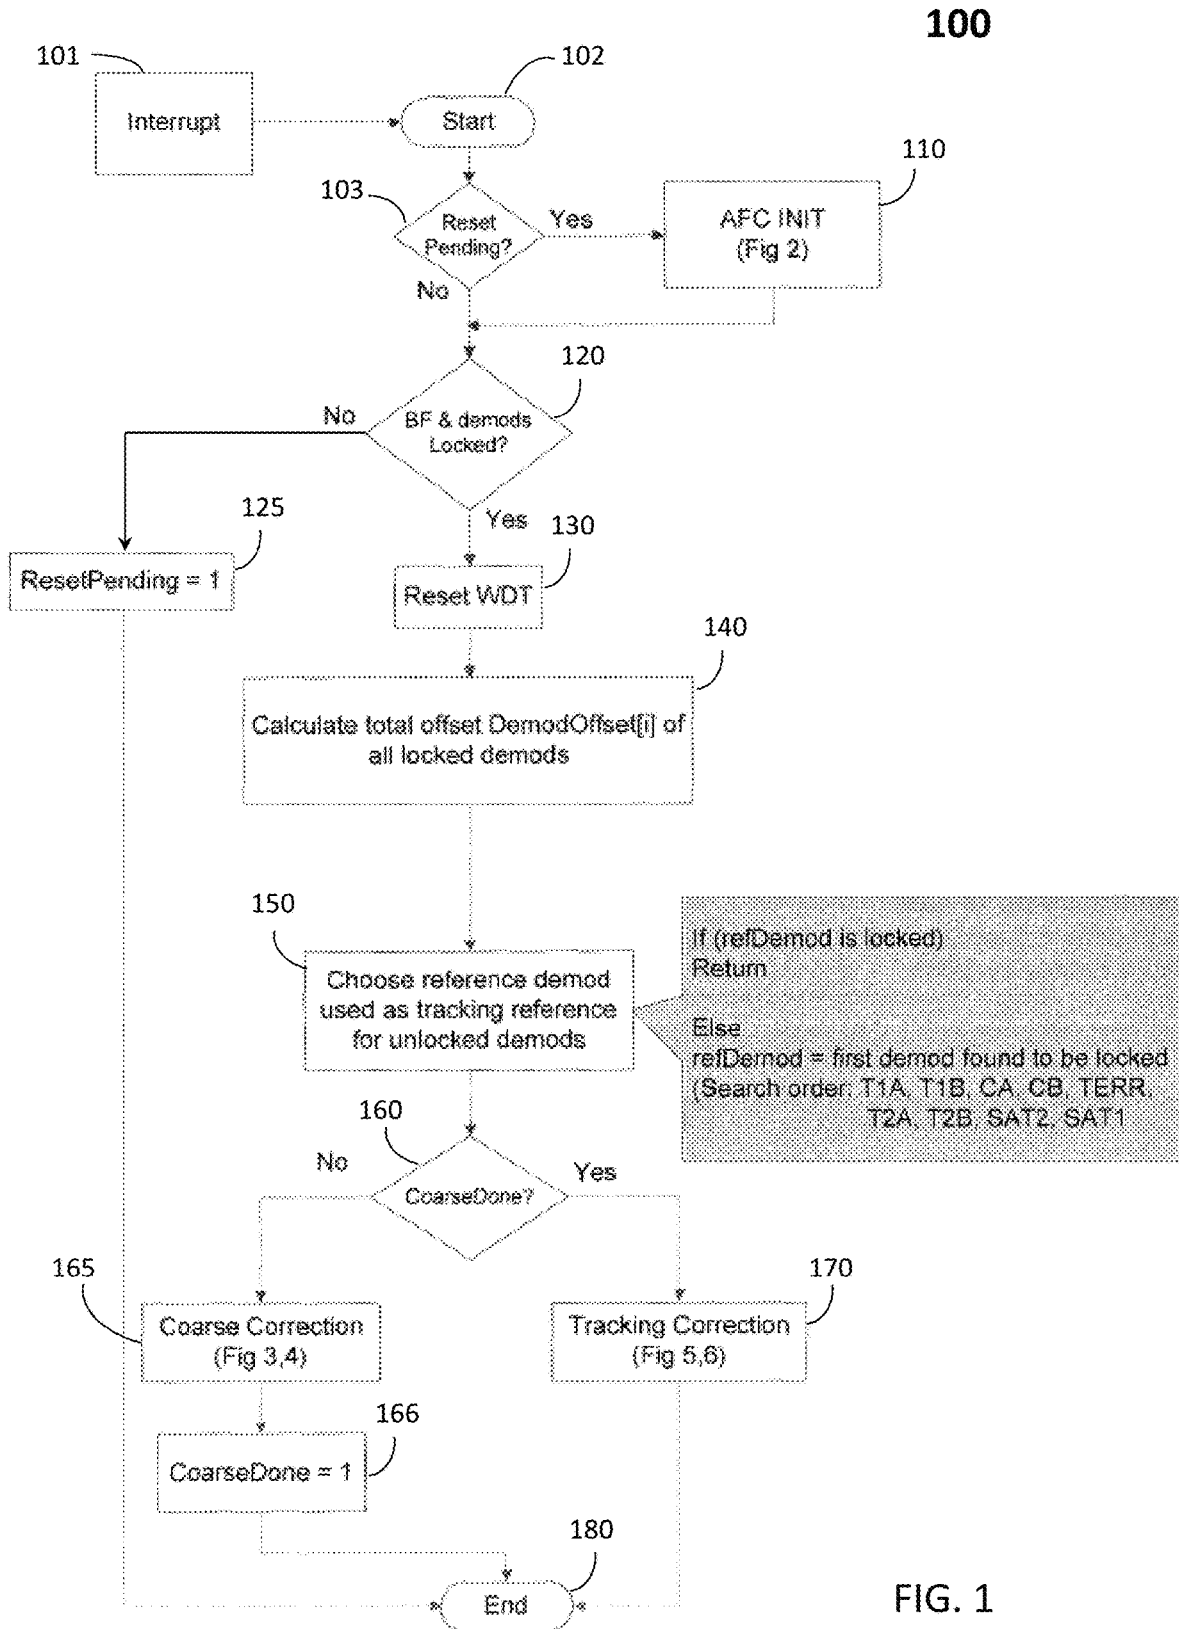 100
101
102
Interrupt
Start
110
103
Reset
Pending?
Yes
AFC INIT
(Fig 2)
No
120
No
BF & demods
Locked?
Yes
125
130
ResetPending = 1
Reset WDT
140
Calculate total offset DemodOffset[i] of
all locked demods
150
If (refDemod is locked)
Return
Choose reference demod
used as tracking reference
for unlocked demods
Else
refDemod = first demod found to be locked
(Search order: T1A, T1B, CA, CB, TERR,
T2A, T2B, SAT2, SAT1
160
No
Yes
CoarseDone?
165
170
Coarse Correction
(Fig 3,4)
Tracking Correction
(Fig 5,6)
166
CoarseDone = 1
180
End
FIG. 1